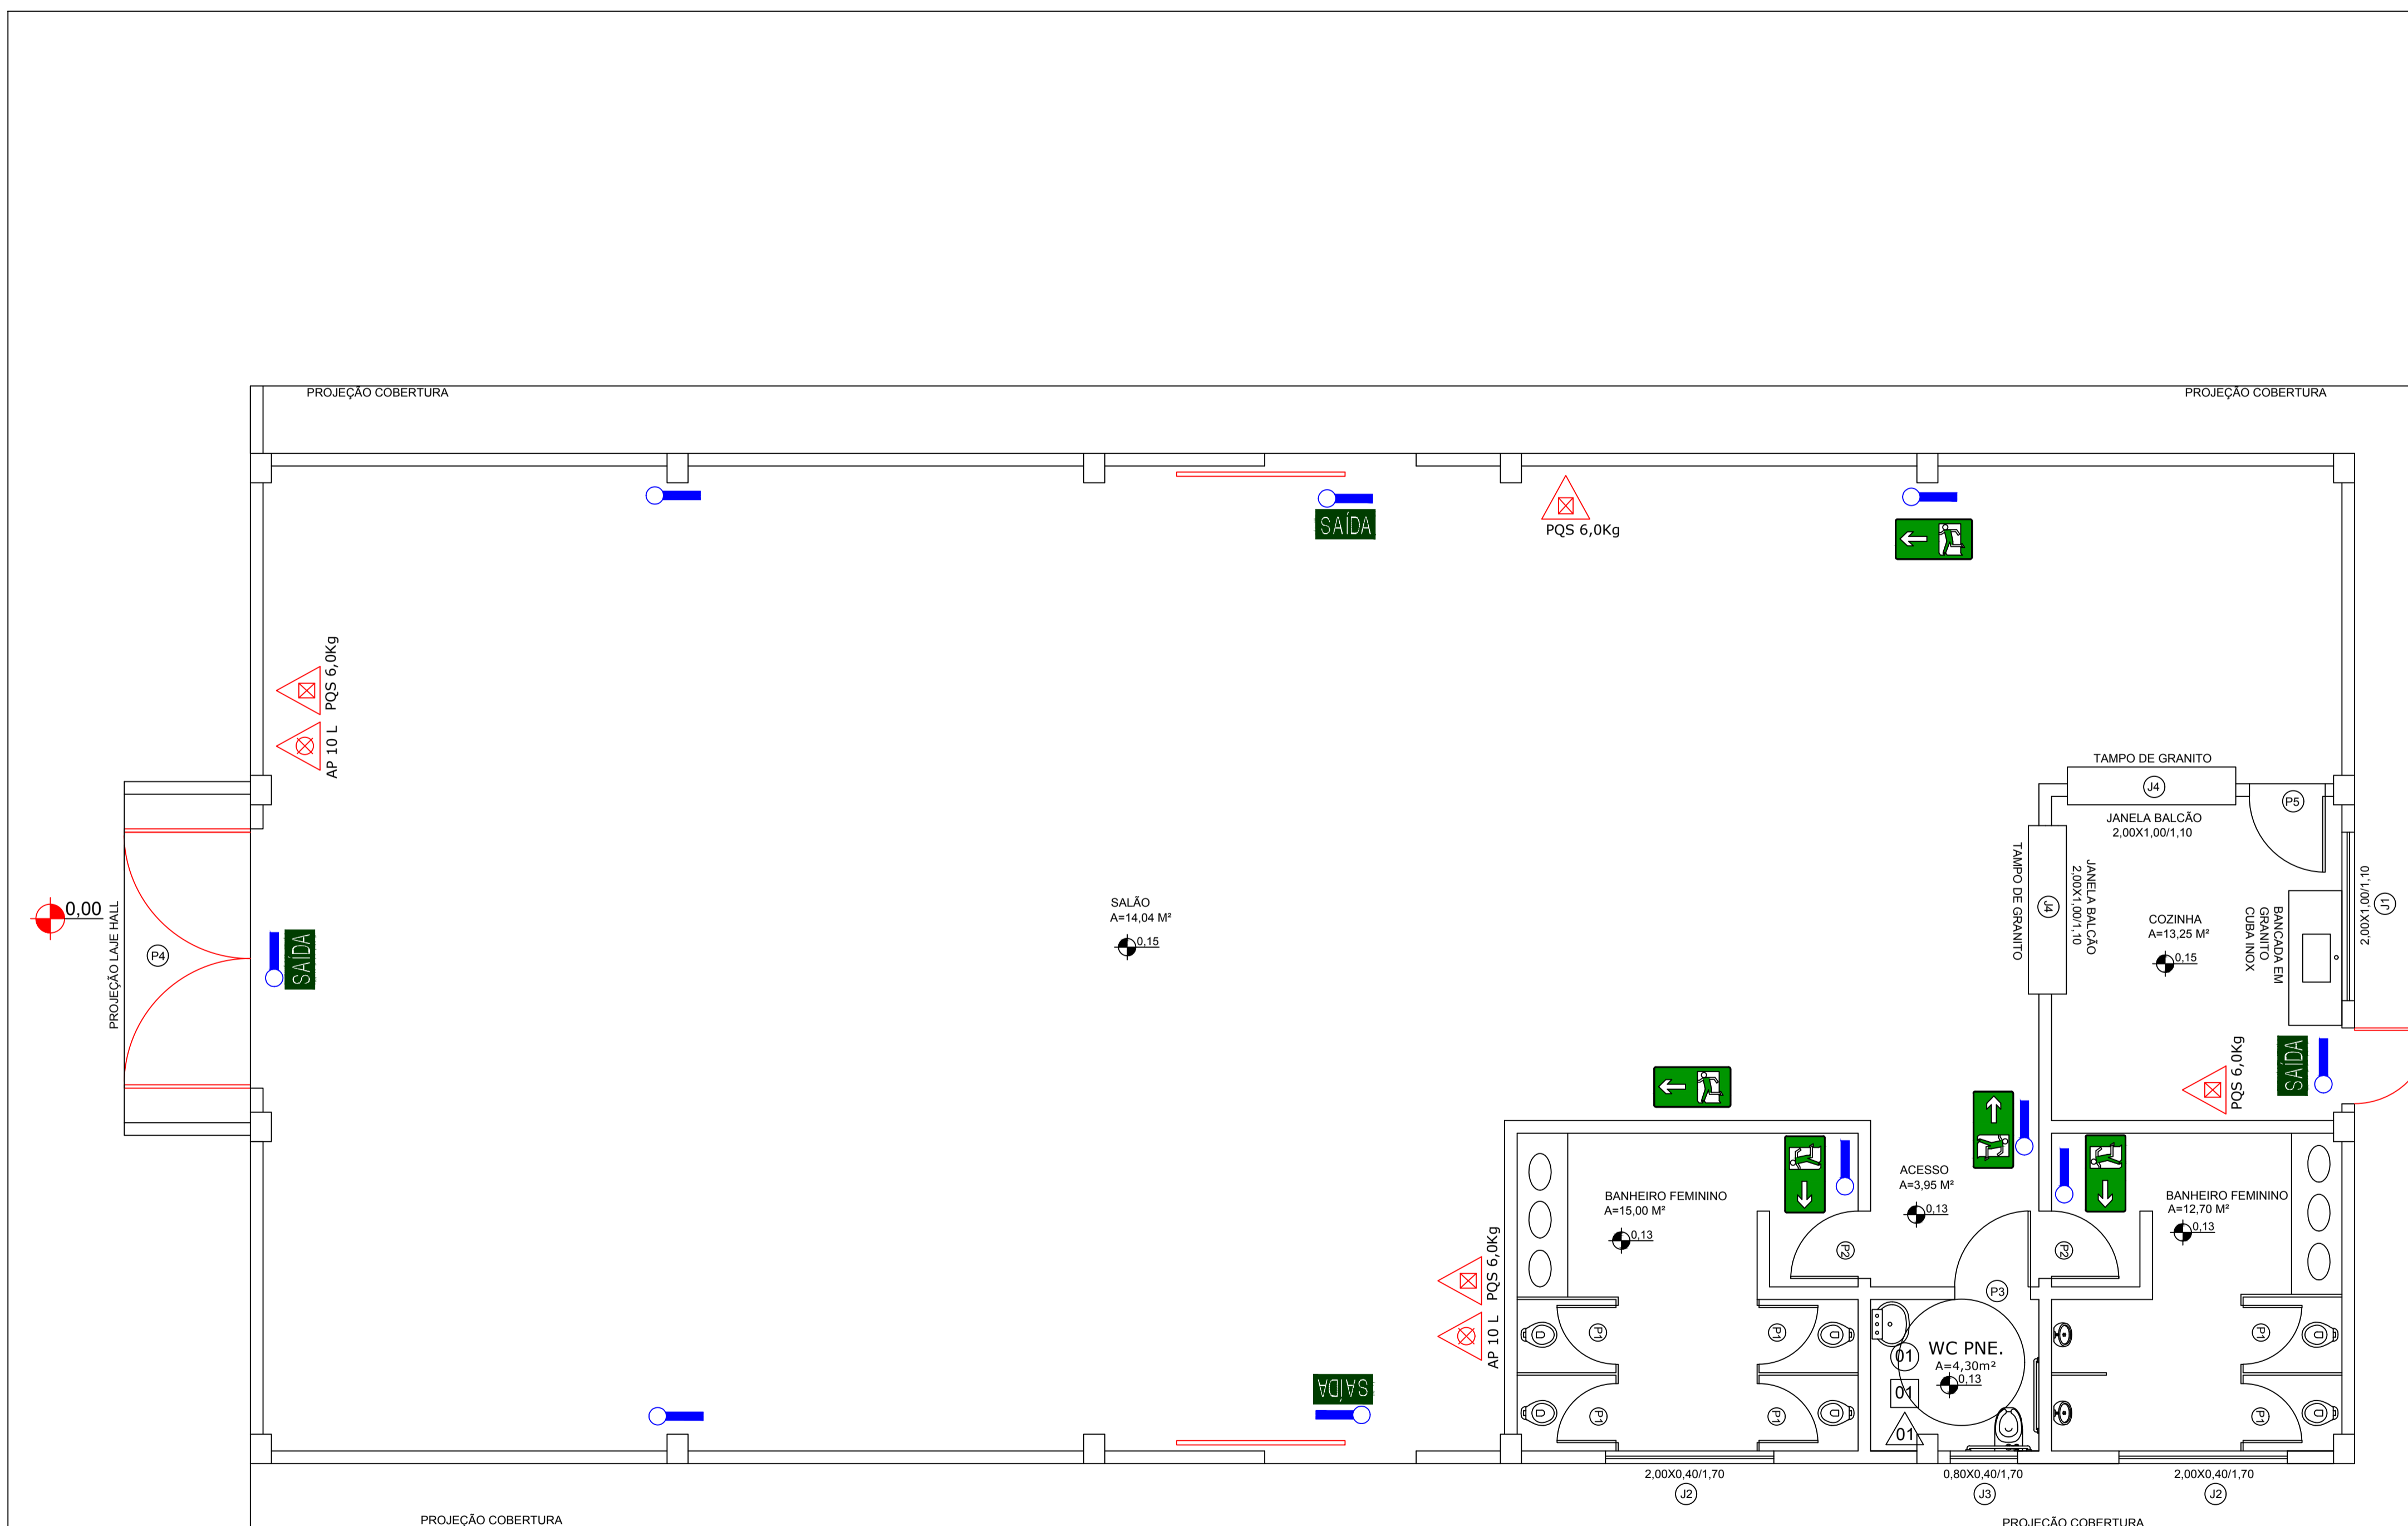 PROJEÇÃO COBERTURA
PROJEÇÃO COBERTURA
SAÍDA
PQS 6,0Kg
PQS 6,0Kg
AP 10 L
TAMPO DE GRANITO
J4
P5
JANELA BALCÃO
2,00X1,00/1,10
TAMPO DE GRANITO
J4
JANELA BALCÃO
2,00X1,00/1,10
2,00X1,00/1,10
J1
0,00
PROJEÇÃO LAJE HALL
P4
SAÍDA
SALÃO
A=14,04 M²
0,15
COZINHA
A=13,25 M²
0,15
BANCADA EM
GRANITO
CUBA INOX
PQS 6,0Kg
SAÍDA
ACESSO
A=3,95 M²
0,13
BANHEIRO FEMININO
A=15,00 M²
0,13
BANHEIRO FEMININO
A=12,70 M²
0,13
P2
P2
P3
PQS 6,0Kg
AP 10 L
P1
P1
P1
WC PNE.
A=4,30m²
0,13
01
01
01
P1
P1
P1
SAÍDA
2,00X0,40/1,70
J2
0,80X0,40/1,70
J3
2,00X0,40/1,70
J2
PROJEÇÃO COBERTURA
PROJEÇÃO COBERTURA